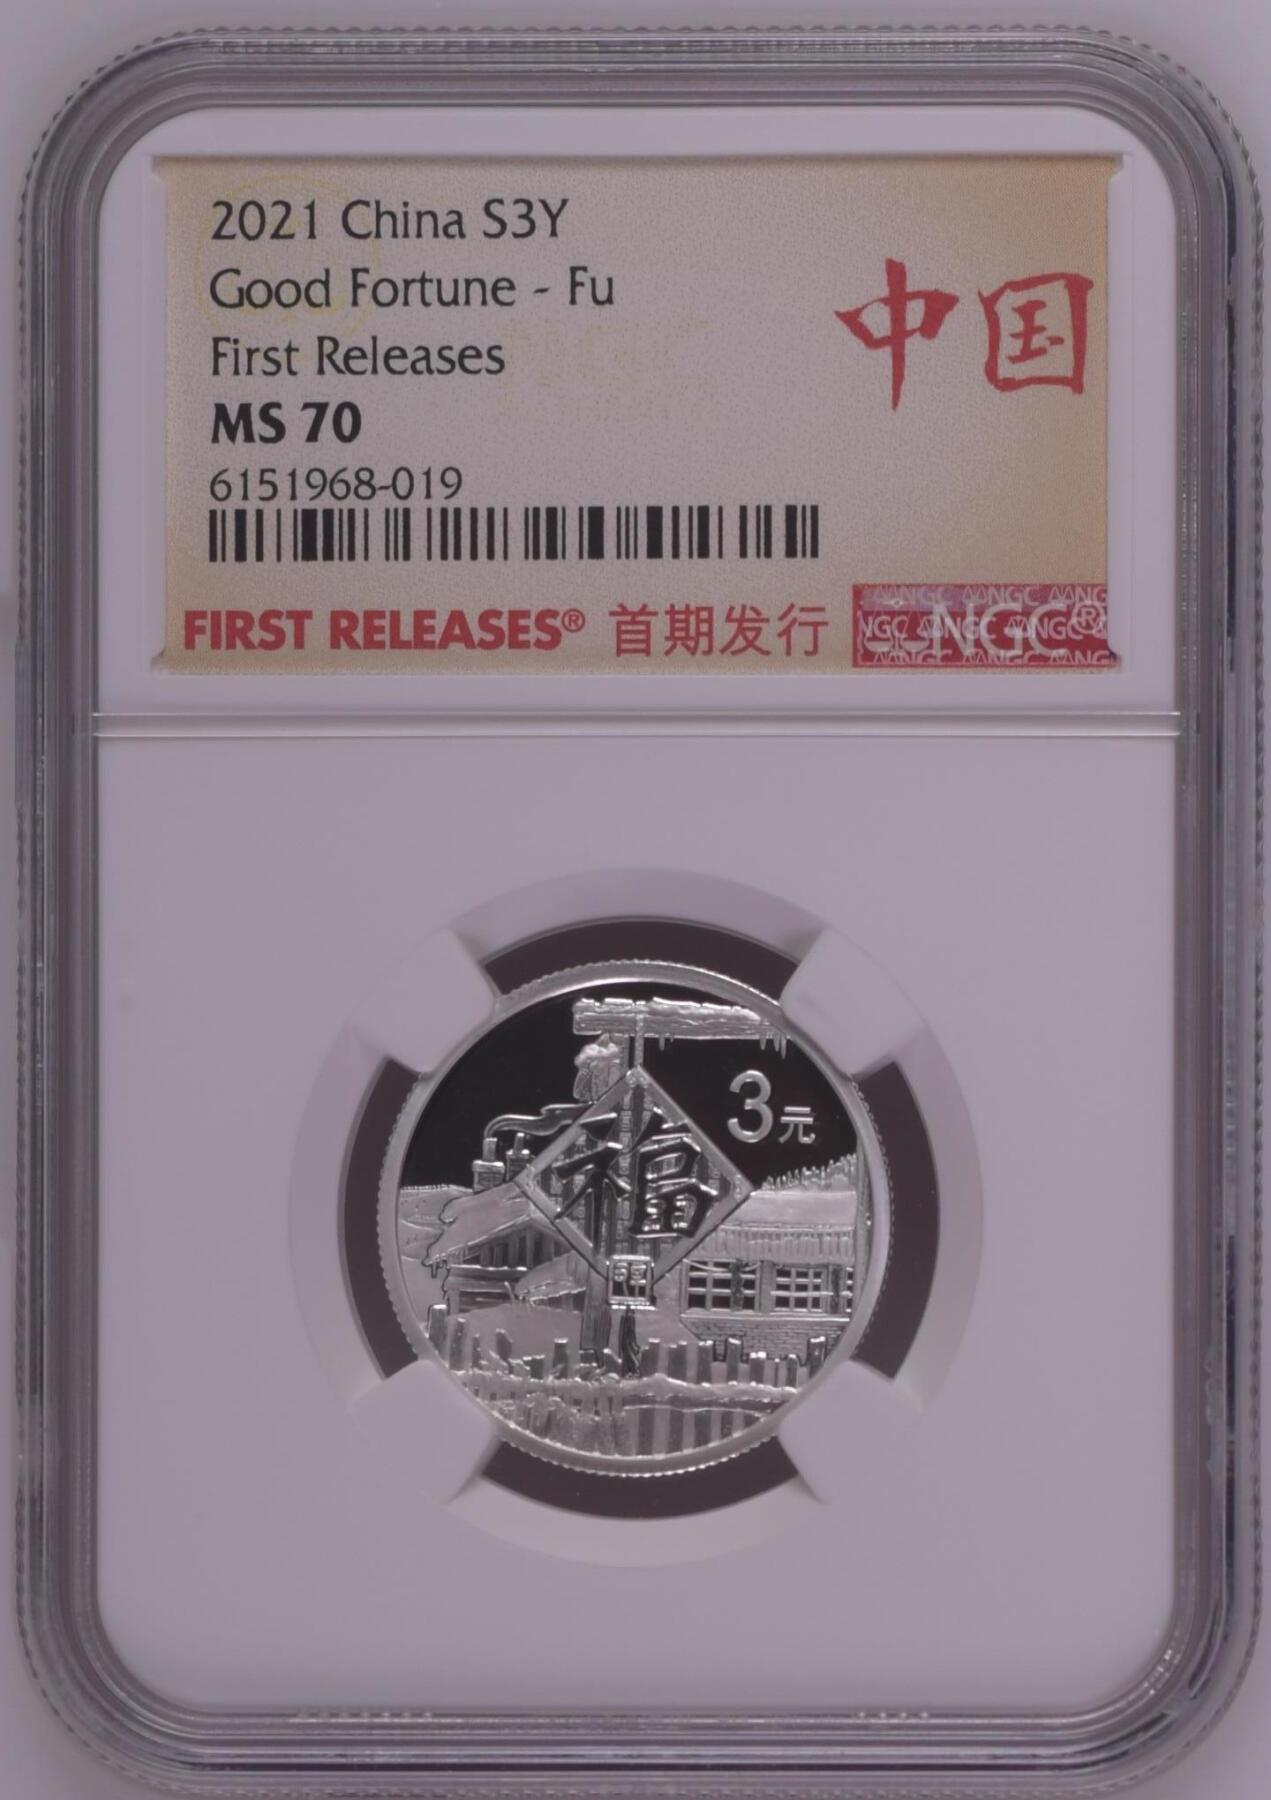 2021 China S3Y
Good Fortune - Fu
First Releases
MS 70
6151968-019
中国
FIRST RELEASES® 首期发行
NGC®
3元
福